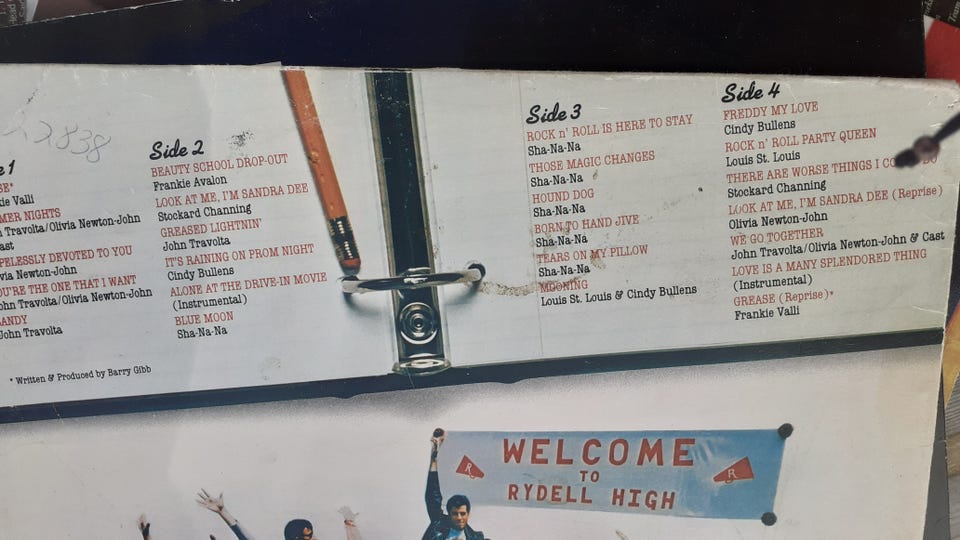 22838
Side 2
BEAUTY SCHOOL DROP-OUT
Frankie Avalon
LOOK AT ME, I'M SANDRA DEE
Stockard Channing
GREASED LIGHTNIN'
John Travolta
IT'S RAINING ON PROM NIGHT
Cindy Bullens
ALONE AT THE DRIVE-IN MOVIE
(Instrumental)
BLUE MOON
Sha-Na-Na
e 1
SE*
kie Valli
MER NIGHTS
n Travolta/Olivia Newton-John
ast
PELESSLY DEVOTED TO YOU
via Newton-John
OU'RE THE ONE THAT I WANT
ohn Travolta/Olivia Newton-John
ANDY
John Travolta
* Written & Produced by Barry Gibb
Side 3
ROCK n' ROLL IS HERE TO STAY
Sha-Na-Na
THOSE MAGIC CHANGES
Sha-Na-Na
HOUND DOG
Sha-Na-Na
BORN TO HAND JIVE
Sha-Na-Na
TEARS ON MY PILLOW
Sha-Na-Na
MOONING
Louis St. Louis & Cindy Bullens
Side 4
FREDDY MY LOVE
Cindy Bullens
ROCK n' ROLL PARTY QUEEN
Louis St. Louis
THERE ARE WORSE THINGS I DO
Stockard Channing
LOOK AT ME, I'M SANDRA DEE (Reprise)
Olivia Newton-John
WE GO TOGETHER
John Travolta/Olivia Newton-John & Cast
LOVE IS A MANY SPLENDORED THING
(Instrumental)
GREASE (Reprise)*
Frankie Valli
R WELCOME R
TO
RYDELL HIGH